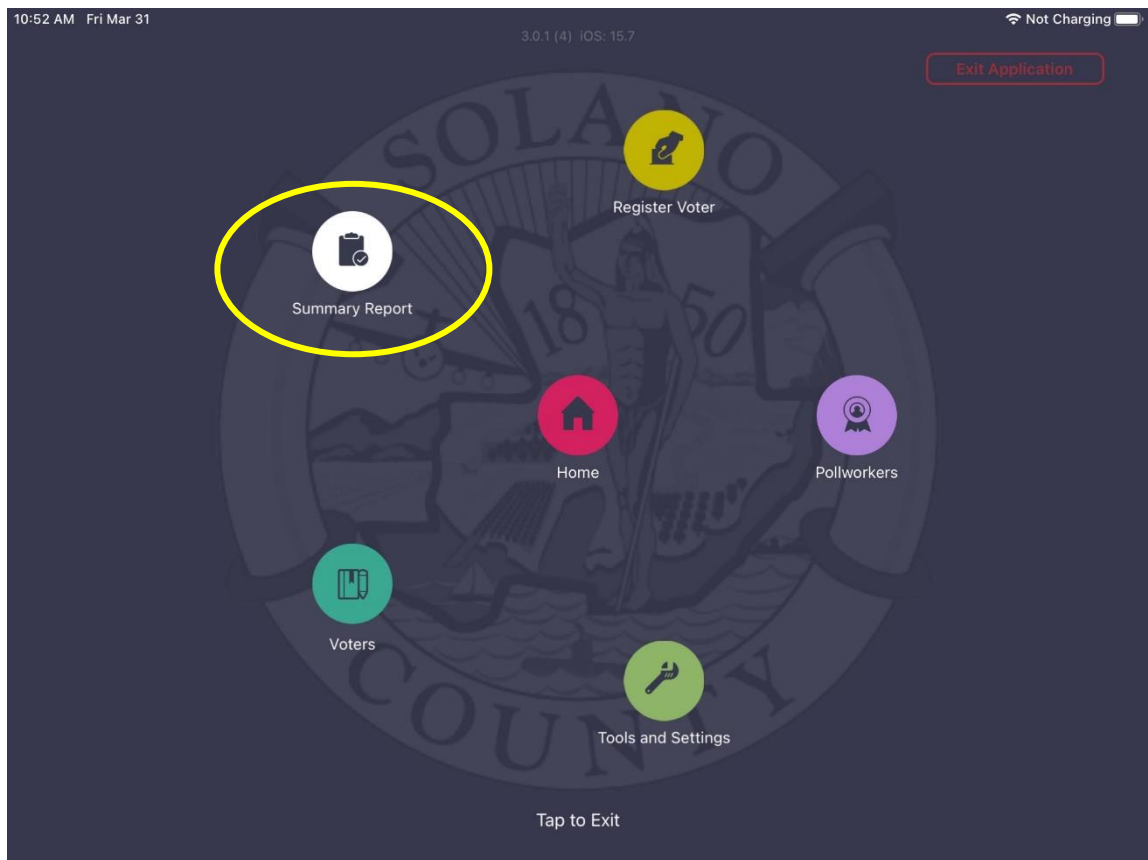 10:52 AM Fri Mar 31
Not Charging
3.0.1 (4) iOS: 15.7
Exit Application
SOLANO
Register Voter
Summary Report
18 50
Home
Pollworkers
Voters
Tools and Settings
COUNTY
Tap to Exit